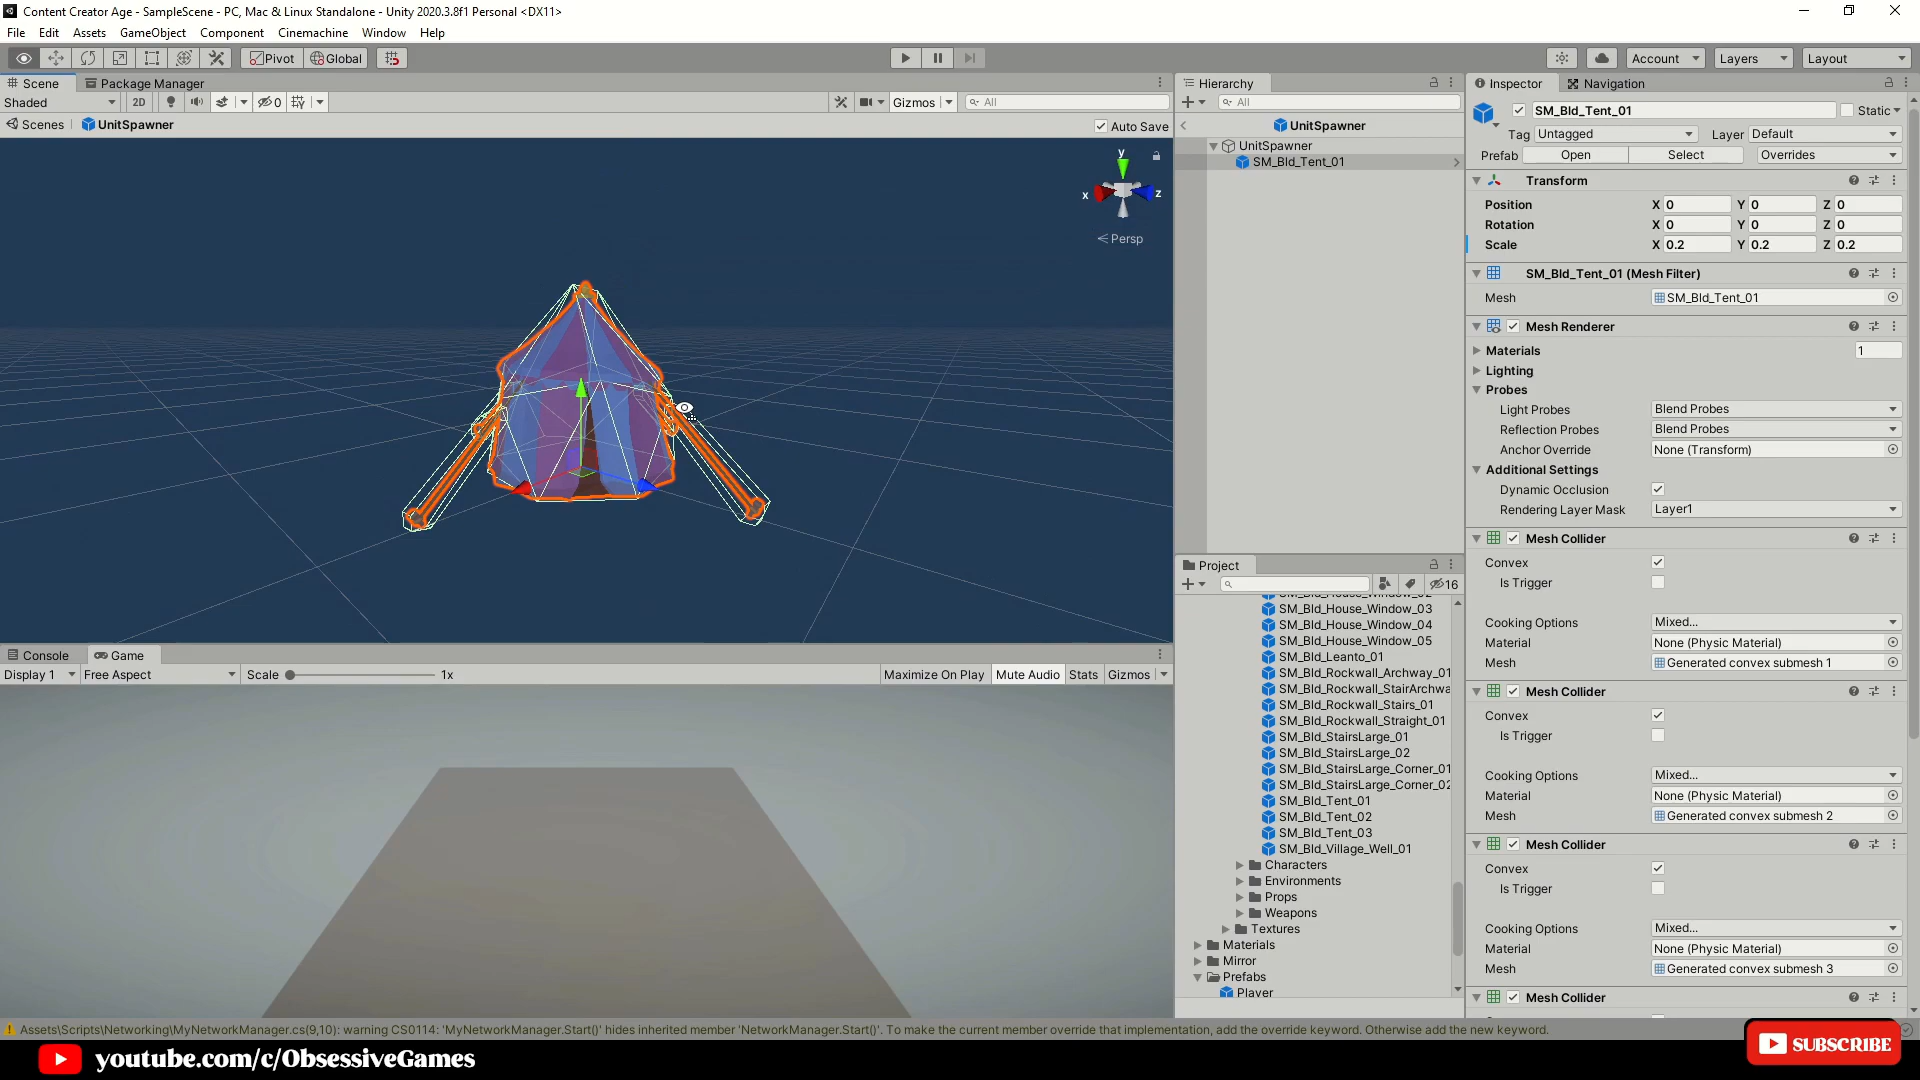 Content Creator Age - SampleScene - PC, Mac & Linux Standalone - Unity 2020.3.8f1 Personal <DX11>
File Edit Assets GameObject Component Cinemachine Window Help
Pivot Global Account Layers Layout
Scene Package Manager
Shaded 2D 0 Gizmos All
Scenes UnitSpawner Auto Save
y
x z
Persp
Hierarchy
All
UnitSpawner
UnitSpawner
SM_Bld_Tent_01
Console Game
Display 1 Free Aspect Scale 1x Maximize On Play Mute Audio Stats Gizmos
Project
16
SM_Bld_House_Window_02
SM_Bld_House_Window_03
SM_Bld_House_Window_04
SM_Bld_House_Window_05
SM_Bld_Leanto_01
SM_Bld_Rockwall_Archway_01
SM_Bld_Rockwall_StairArchwa
SM_Bld_Rockwall_Stairs_01
SM_Bld_Rockwall_Straight_01
SM_Bld_StairsLarge_01
SM_Bld_StairsLarge_02
SM_Bld_StairsLarge_Corner_01
SM_Bld_StairsLarge_Corner_02
SM_Bld_Tent_01
SM_Bld_Tent_02
SM_Bld_Tent_03
SM_Bld_Village_Well_01
Characters
Environments
Props
Weapons
Textures
Materials
Mirror
Prefabs
Player
Inspector Navigation
SM_Bld_Tent_01 Static
Tag Untagged Layer Default
Prefab Open Select Overrides
Transform
Position X 0 Y 0 Z 0
Rotation X 0 Y 0 Z 0
Scale X 0.2 Y 0.2 Z 0.2
SM_Bld_Tent_01 (Mesh Filter)
Mesh SM_Bld_Tent_01
Mesh Renderer
Materials 1
Lighting
Probes
Light Probes Blend Probes
Reflection Probes Blend Probes
Anchor Override None (Transform)
Additional Settings
Dynamic Occlusion
Rendering Layer Mask Layer1
Mesh Collider
Convex
Is Trigger
Cooking Options Mixed...
Material None (Physic Material)
Mesh Generated convex submesh 1
Mesh Collider
Convex
Is Trigger
Cooking Options Mixed...
Material None (Physic Material)
Mesh Generated convex submesh 2
Mesh Collider
Convex
Is Trigger
Cooking Options Mixed...
Material None (Physic Material)
Mesh Generated convex submesh 3
Mesh Collider
Assets\Scripts\Networking\MyNetworkManager.cs(9,10): warning CS0114: 'MyNetworkManager.Start()' hides inherited member 'NetworkManager.Start()'. To make the current member override that implementation, add the override keyword. Otherwise add the new keyword.
youtube.com/c/ObsessiveGames
SUBSCRIBE